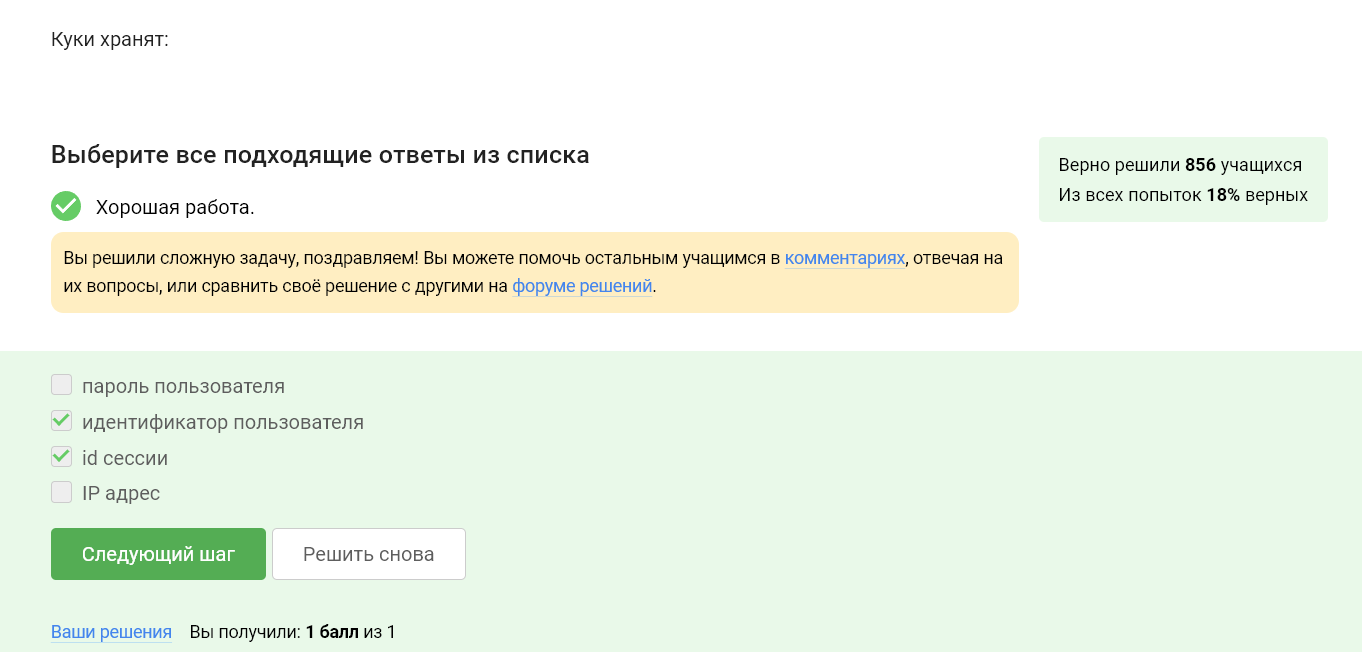 Куки хранят:
Выберите все подходящие ответы из списка
Верно решили 856 учащихся
Из всех попыток 18% верных
Хорошая работа.
Вы решили сложную задачу, поздравляем! Вы можете помочь остальным учащимся в комментариях, отвечая на
их вопросы, или сравнить своё решение с другими на форуме решений.
пароль пользователя
идентификатор пользователя
id сессии
IP адрес
Следующий шаг
Решить снова
Ваши решения Вы получили: 1 балл из 1